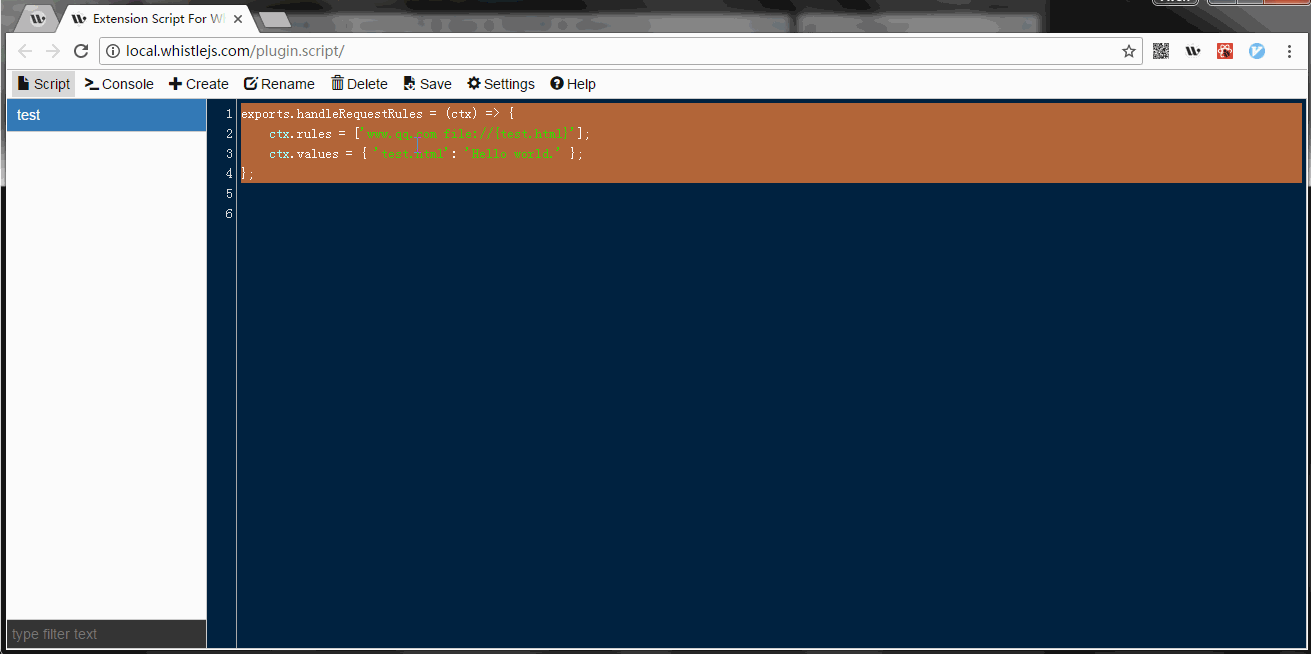 Extension Script For W
local.whistlejs.com/plugin.script/
Script Console Create Rename Delete Save Settings Help
test
1 exports.handleRequestRules = (ctx) => {
2 ctx.rules = ['www.qq.com file://{test.html}'];
3 ctx.values = { 'test.html': 'Hello world.' };
4 };
5
6
type filter text